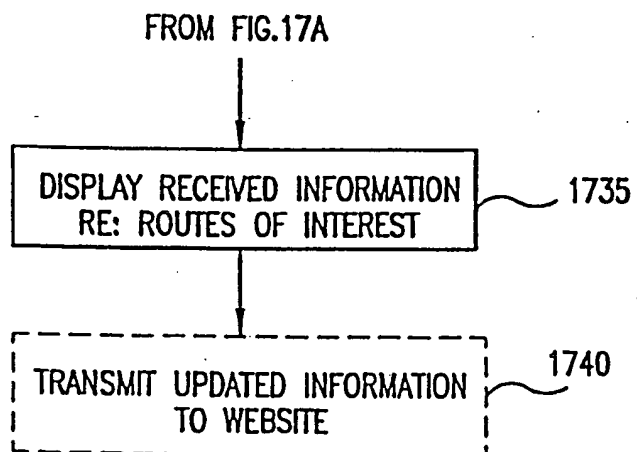 FROM FIG.17A
DISPLAY RECEIVED INFORMATION
RE: ROUTES OF INTEREST
1735
TRANSMIT UPDATED INFORMATION
TO WEBSITE
1740